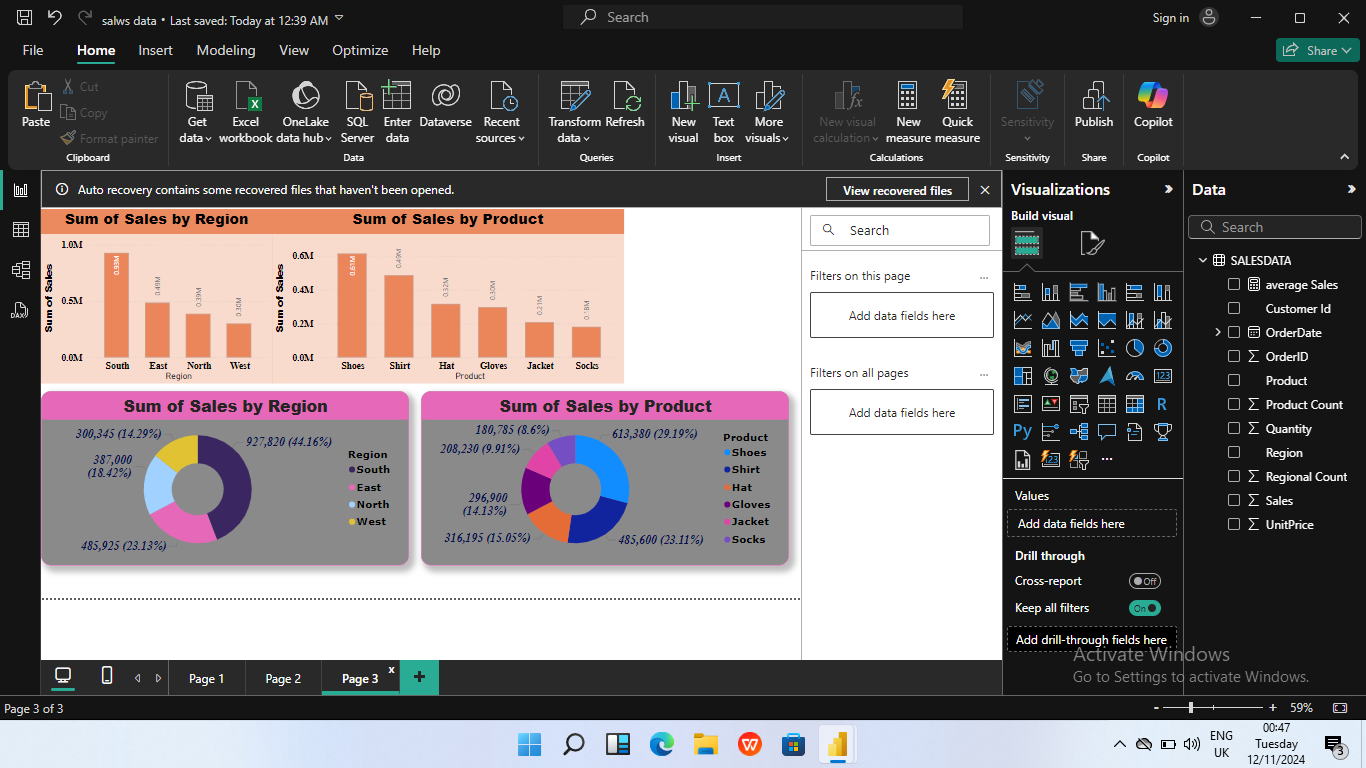 salws data • Last saved: Today at 12:39 AM
Search
Sign in
File Home Insert Modeling View Optimize Help
Share
Paste
Cut
Copy
Format painter
Clipboard
Get data
Excel workbook
OneLake data hub
SQL Server
Enter data
Dataverse
Recent sources
Data
Transform data
Refresh
Queries
New visual
Text box
More visuals
Insert
New visual calculation
New measure
Quick measure
Calculations
Sensitivity
Sensitivity
Publish
Share
Copilot
Copilot
Auto recovery contains some recovered files that haven't been opened.
View recovered files
Sum of Sales by Region
Sum of Sales
1.0M
0.5M
0.0M
0.93M
0.49M
0.39M
0.30M
South East North West
Region
Sum of Sales by Product
Sum of Sales
0.6M
0.4M
0.2M
0.0M
0.61M
0.49M
0.32M
0.30M
0.21M
0.18M
Shoes Shirt Hat Gloves Jacket Socks
Product
Sum of Sales by Region
300,345 (14.29%)
927,820 (44.16%)
387,000
(18.42%)
485,925 (23.13%)
Region
South
East
North
West
Sum of Sales by Product
180,785 (8.6%)
613,380 (29.19%)
208,230 (9.91%)
296,900
(14.13%)
316,195 (15.05%)
485,600 (23.11%)
Product
Shoes
Shirt
Hat
Gloves
Jacket
Socks
Search
Filters on this page
...
Add data fields here
Filters on all pages
...
Add data fields here
Visualizations
Build visual
123
R
Py
123
...
Values
Add data fields here
Drill through
Cross-report
Off
Keep all filters
On
Add drill-through fields here
Data
Search
SALESDATA
average Sales
Customer Id
OrderDate
OrderID
Product
Product Count
Quantity
Region
Regional Count
Sales
UnitPrice
Activate Windows
Go to Settings to activate Windows.
Page 1
Page 2
Page 3
x
+
Page 3 of 3
- + 59%
ENG
UK
00:47
Tuesday
12/11/2024
3